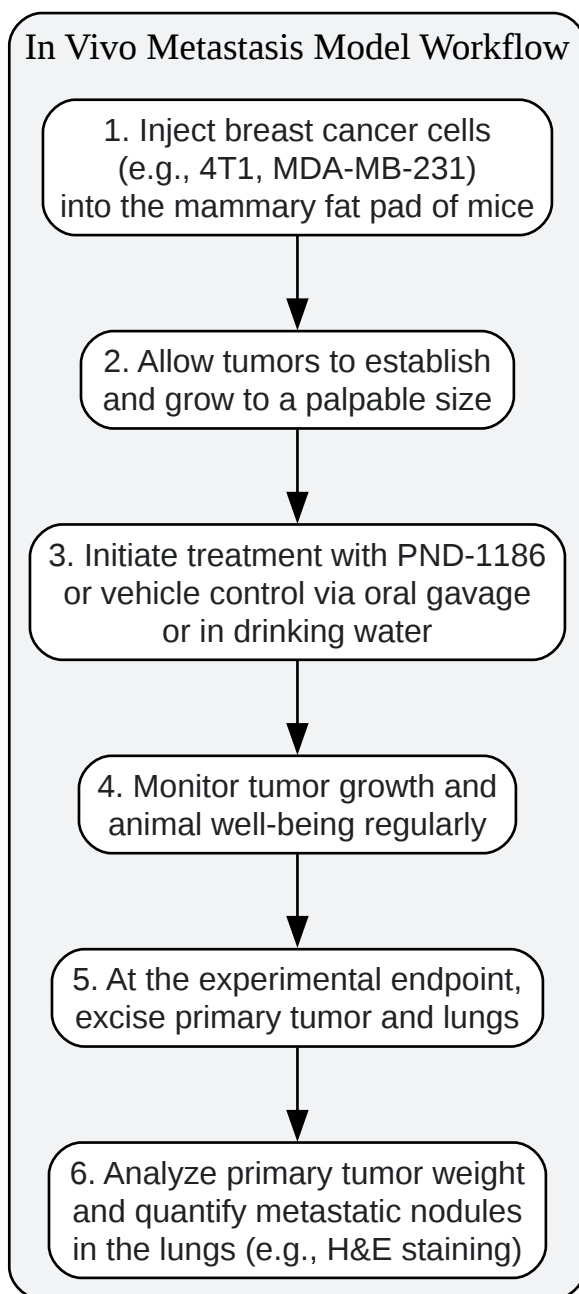 In Vivo Metastasis Model Workflow
1. Inject breast cancer cells
(e.g., 4T1, MDA-MB-231)
into the mammary fat pad of mice
2. Allow tumors to establish
and grow to a palpable size
3. Initiate treatment with PND-1186
or vehicle control via oral gavage
or in drinking water
4. Monitor tumor growth and
animal well-being regularly
5. At the experimental endpoint,
excise primary tumor and lungs
6. Analyze primary tumor weight
and quantify metastatic nodules
in the lungs (e.g., H&E staining)